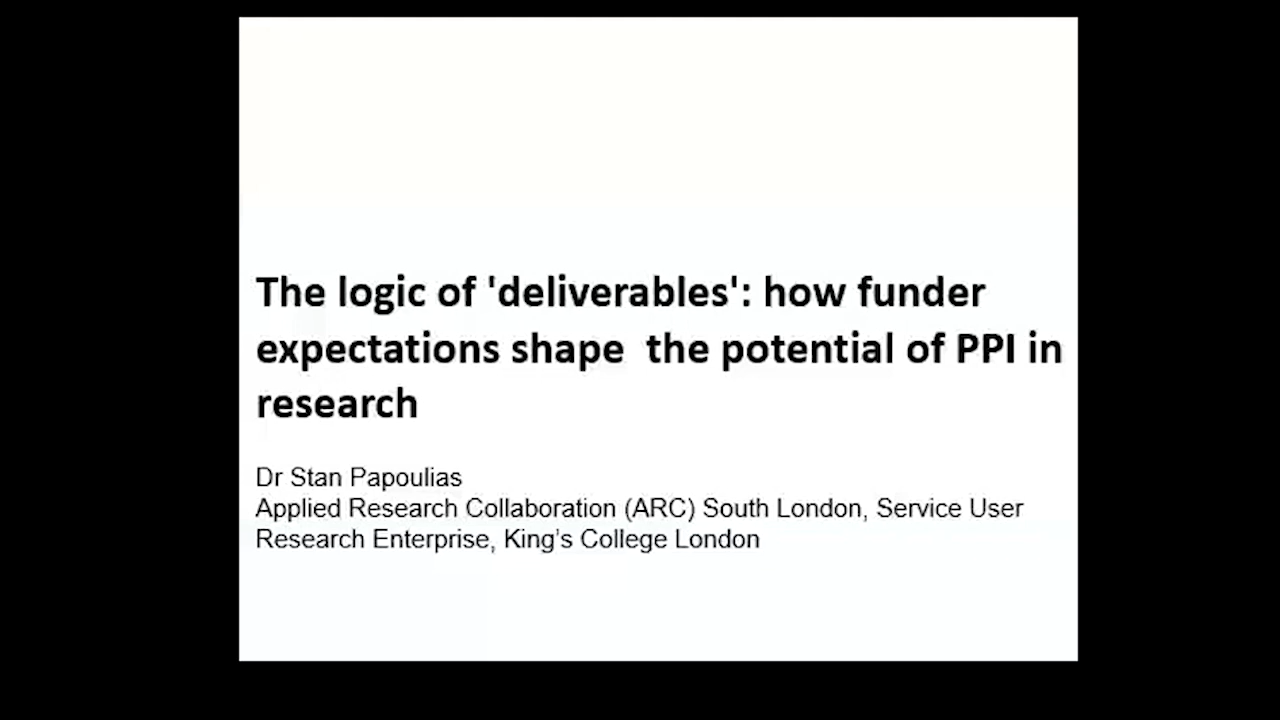 The logic of 'deliverables': how funder
expectations shape  the potential of PPI in
research
Dr Stan Papoulias
Applied Research Collaboration (ARC) South London, Service User
Research Enterprise, King’s College London